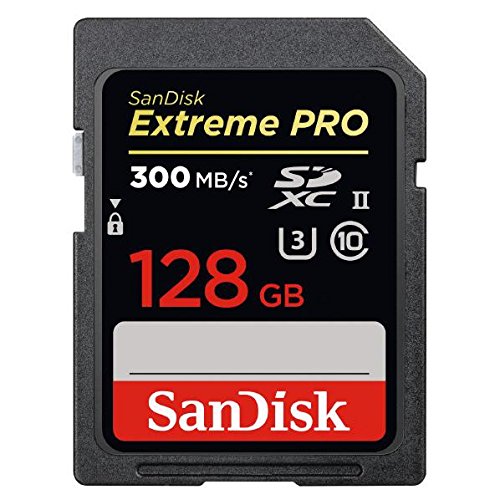 SanDisk
Extreme PRO
300 MB/s*
SD XC II
U3 10
128 GB
SanDisk